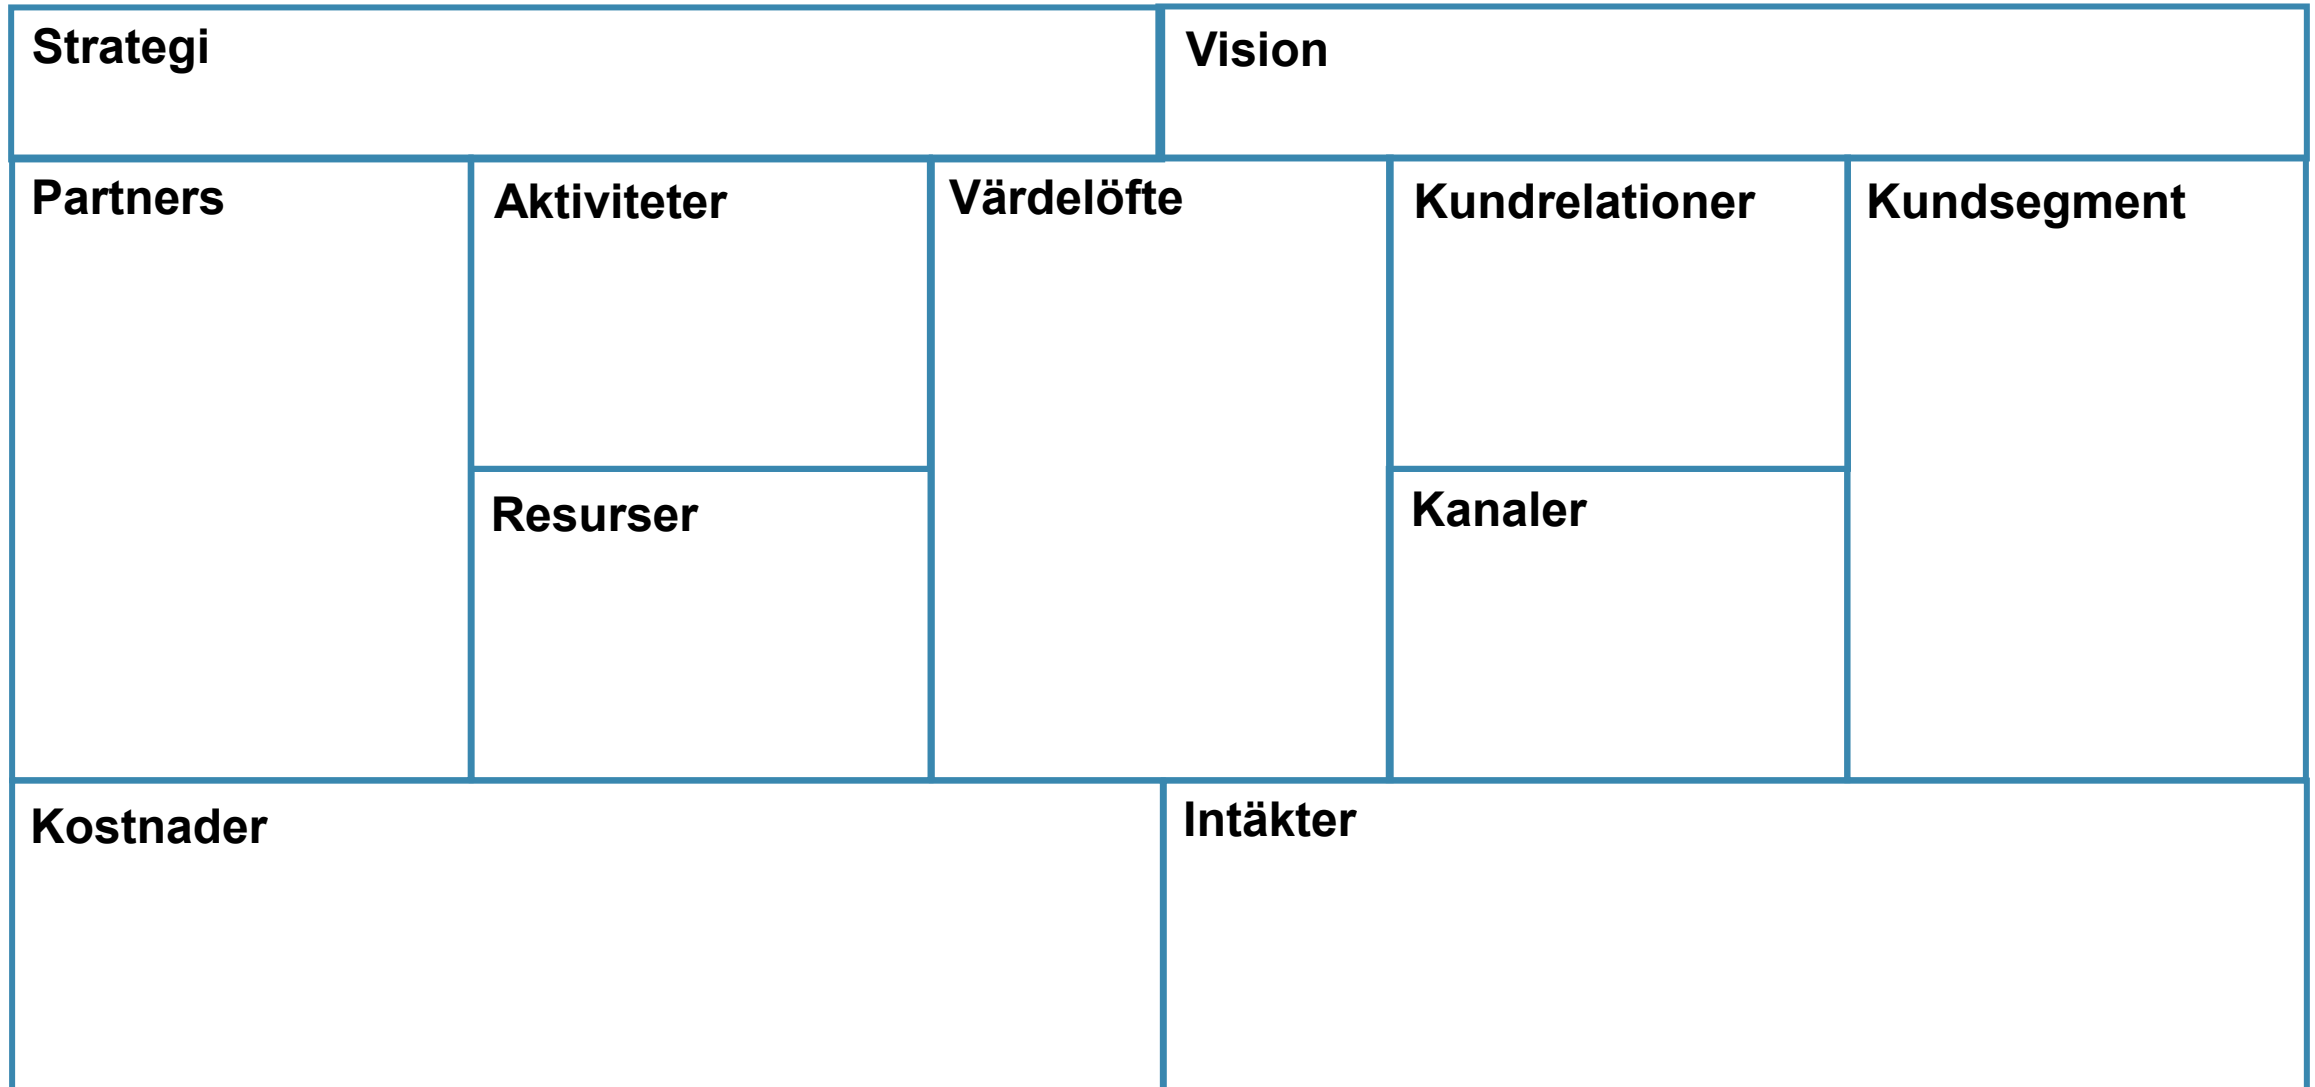 Strategi
Vision
Partners
Aktiviteter
Värdelöfte
Kundrelationer
Kundsegment
Resurser
Kanaler
Kostnader
Intäkter